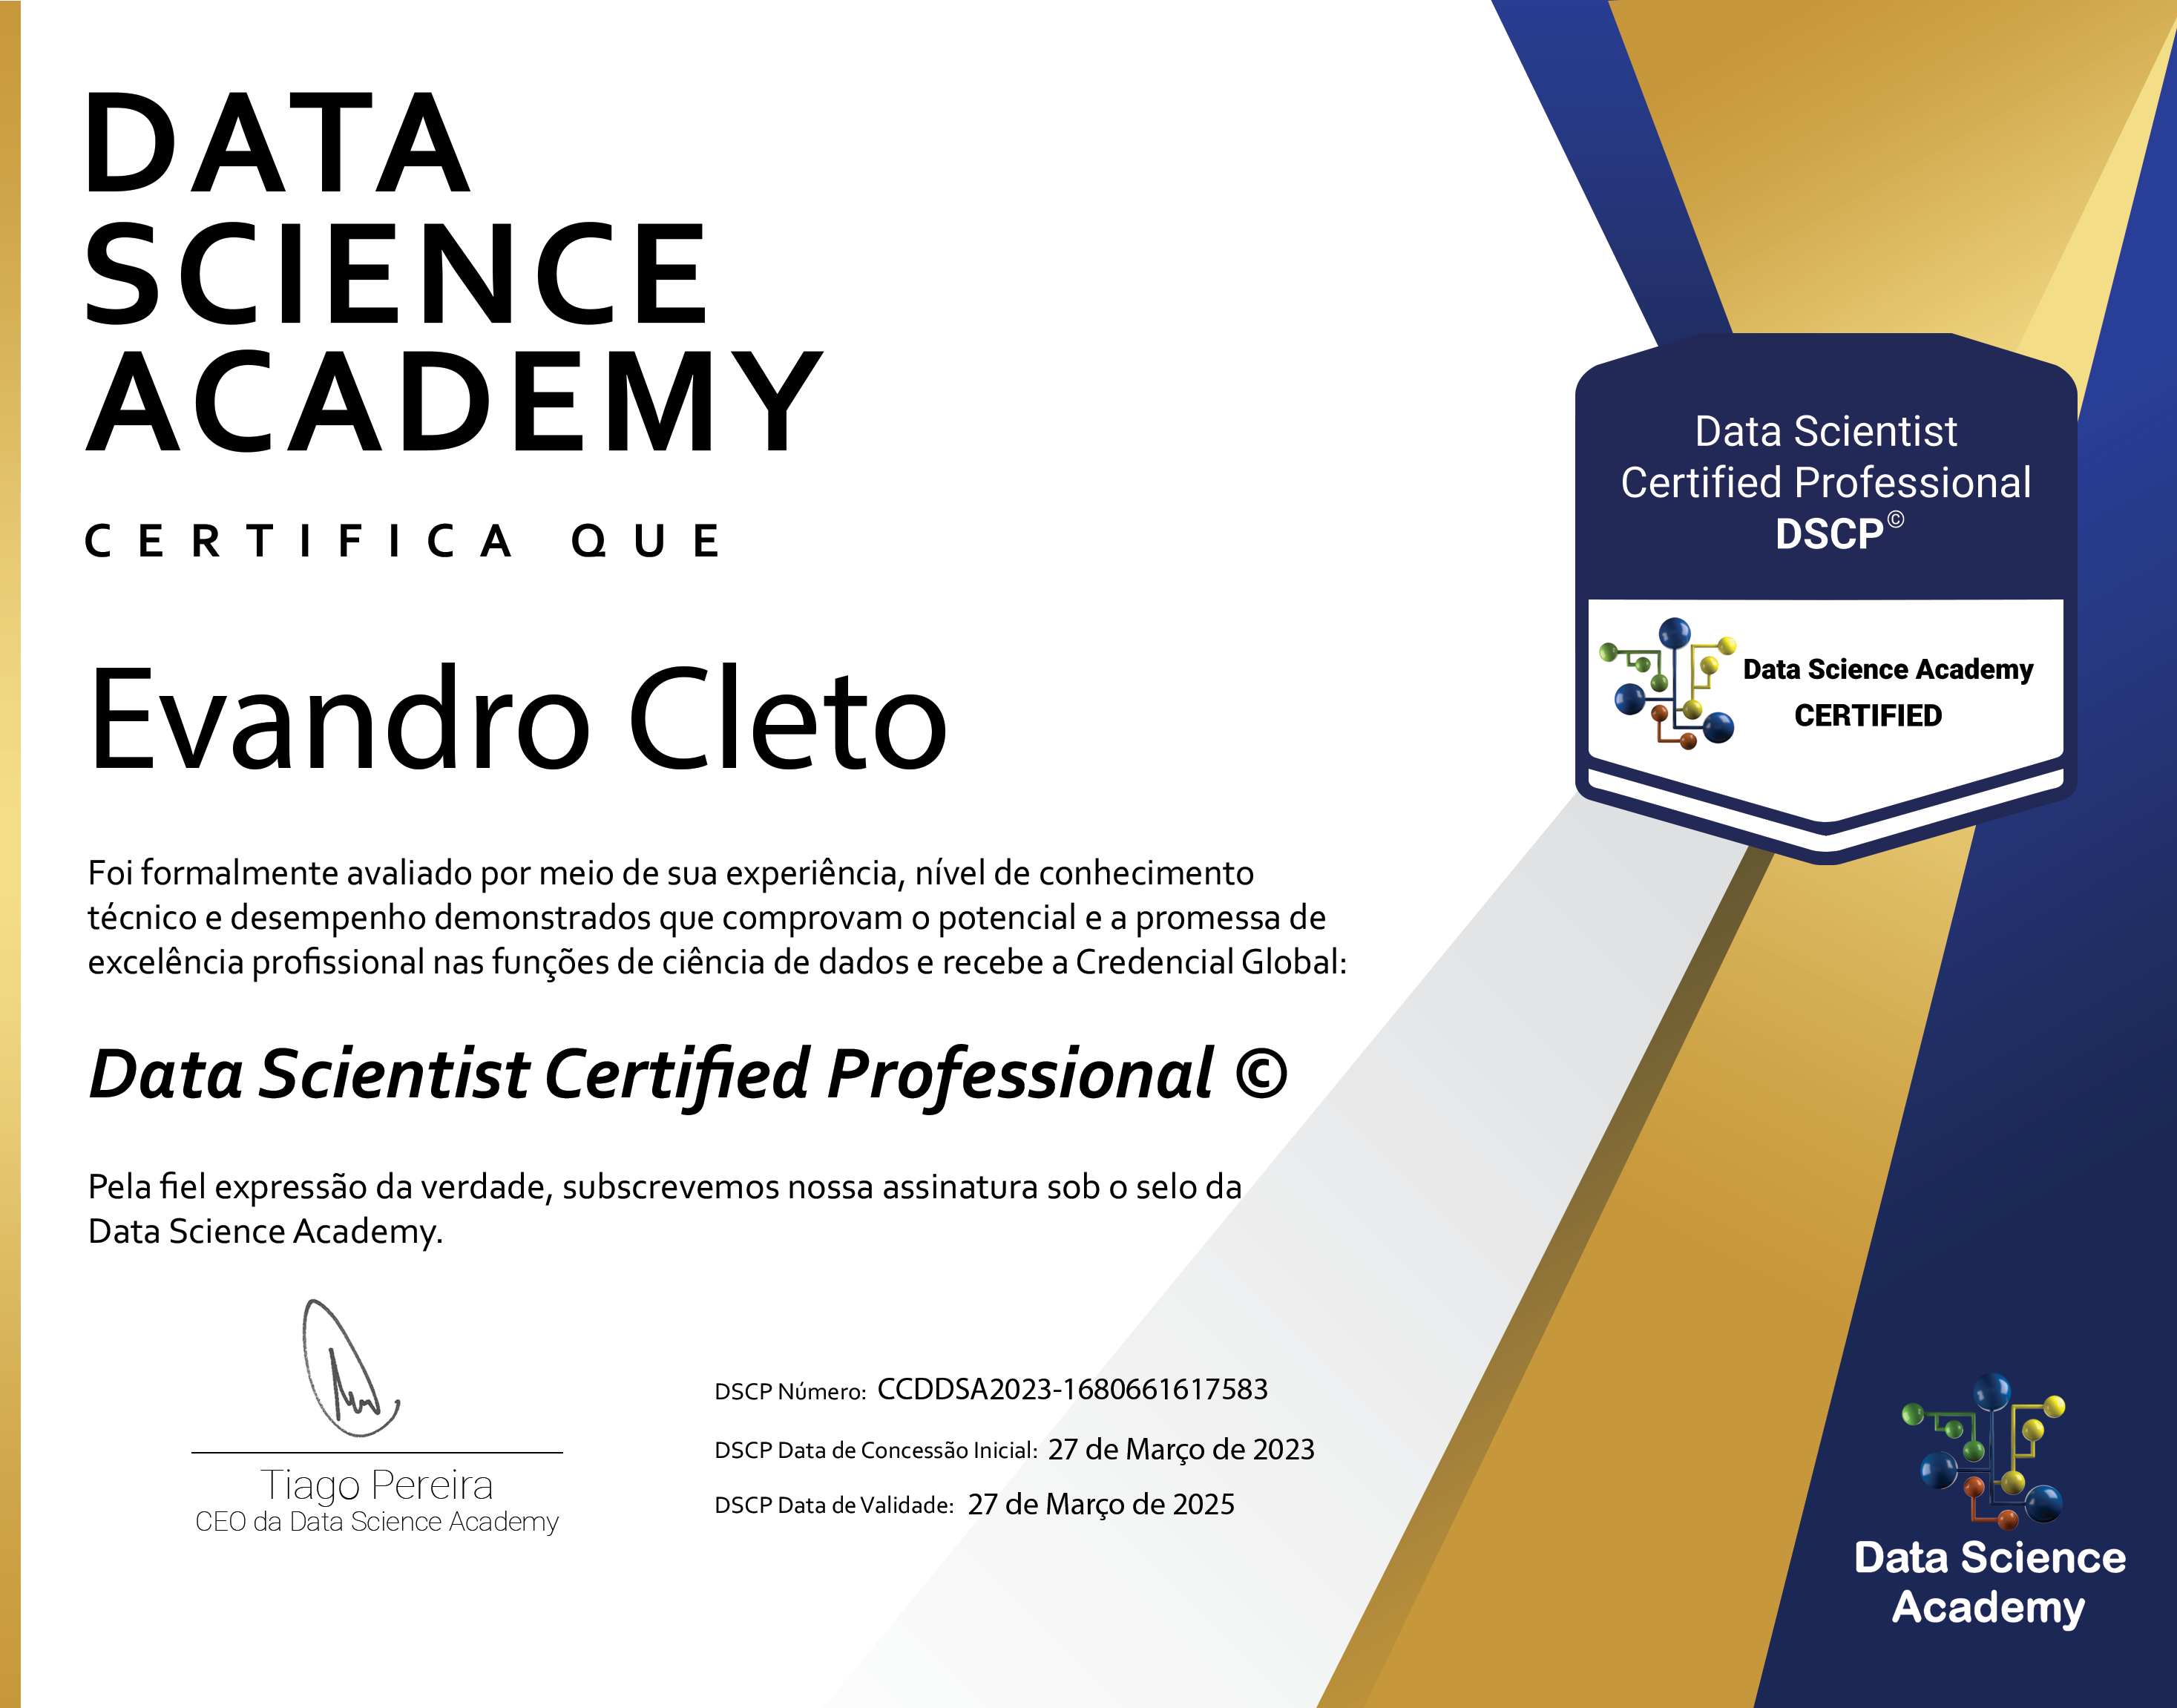 DATA
SCIENCE
ACADEMY
CERTIFICA QUE
Evandro Cleto
Foi formalmente avaliado por meio de sua experiência, nível de conhecimento
técnico e desempenho demonstrados que comprovam o potencial e a promessa de
excelência profissional nas funções de ciência de dados e recebe a Credencial Global:
Data Scientist Certified Professional ©
Pela fiel expressão da verdade, subscrevemos nossa assinatura sob o selo da
Data Science Academy.
Tiago Pereira
CEO da Data Science Academy
DSCP Número: CCDDSA2023-1680661617583
DSCP Data de Concessão Inicial: 27 de Março de 2023
DSCP Data de Validade: 27 de Março de 2025
Data Scientist
Certified Professional
DSCP©
Data Science Academy
CERTIFIED
Data Science
Academy